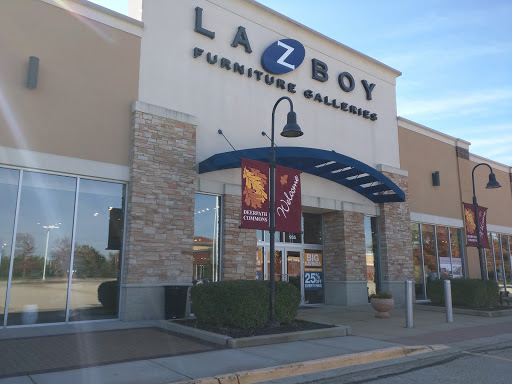 LA Z BOY
FURNITURE GALLERIES
DEERPATH
COMMONS
Welcome
BIG
25%